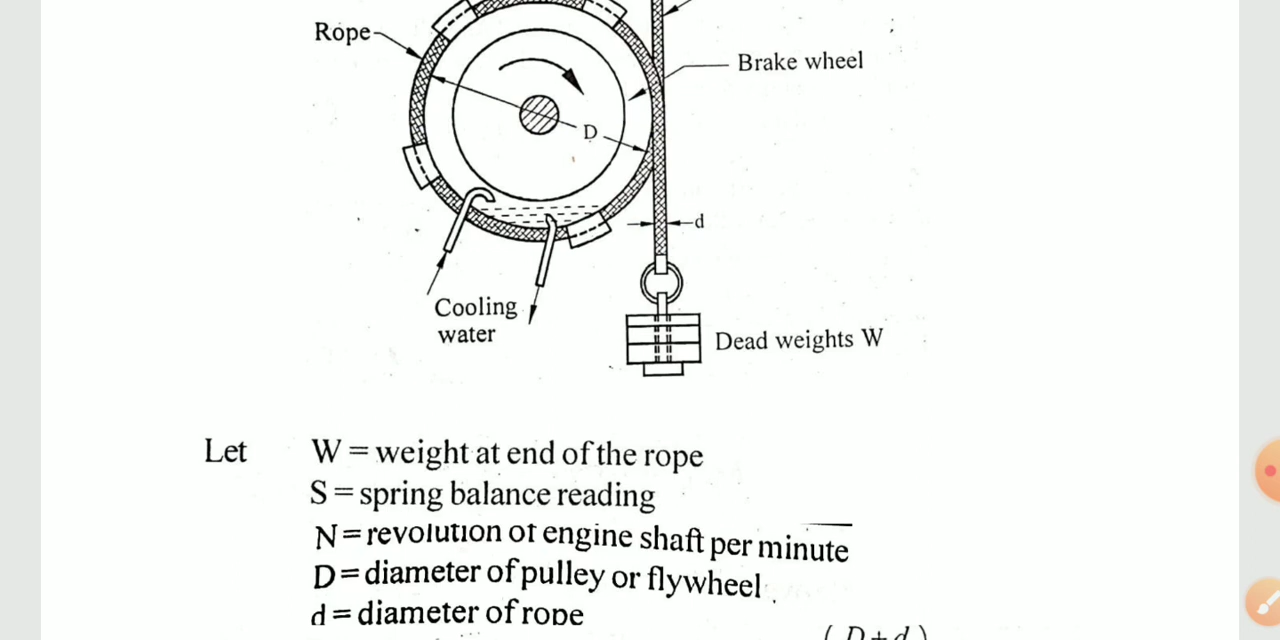 Rope
Brake wheel
D
d
Cooling
water
Dead weights W
Let W = weight at end of the rope
S = spring balance reading
N = revolution of engine shaft per minute
D = diameter of pulley or flywheel
d = diameter of rope
( D + d )